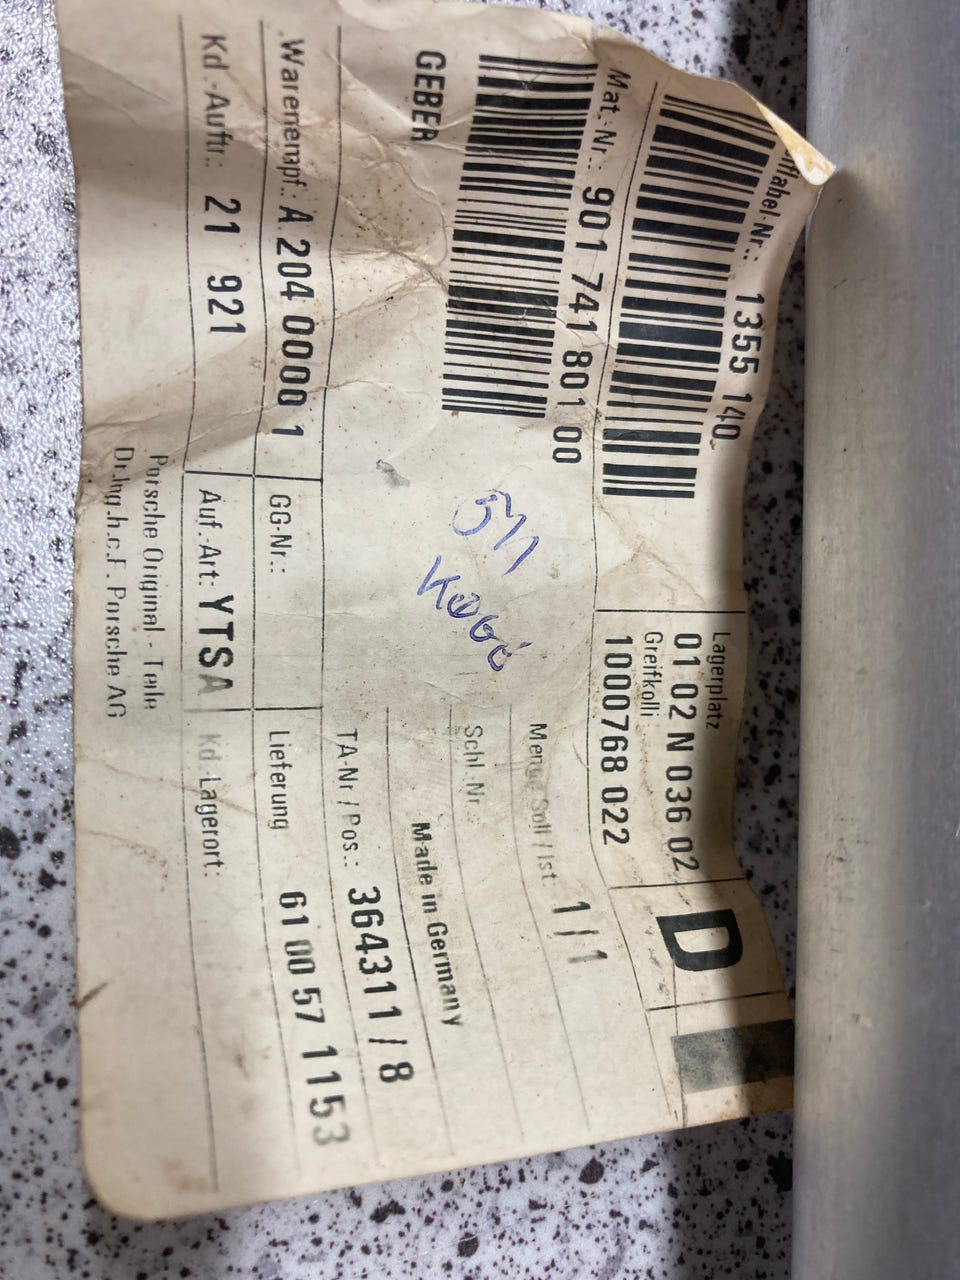 1355 140
Mat.-Nr.: 901 741 801 00
GEBER
Lagerplatz
01 02 N 036 02
Greifkolli:
1000768 022
D
Menge Soll / Ist: 1 / 1
Schl.-Nr.:
Made in Germany
TA-Nr / Pos.: 364311 / 8
Warenempf.: A 204 0000 1
GG-Nr.:
Lieferung 61 00 57 1153
Kd.-Auftr.: 21 921
Auf.-Art: YTSA
Kd Lagerort:
Porsche Original - Teile
Dr.Ing.h.c.F. Porsche AG